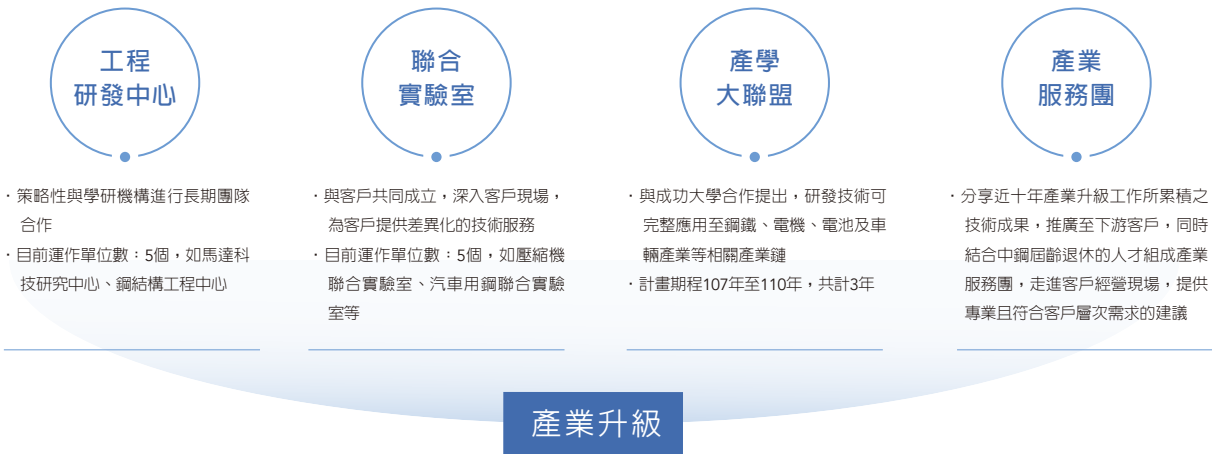 工程
研發中心
聯合
實驗室
產學
大聯盟
產業
服務團
‧策略性與學研機構進行長期團隊
合作
‧目前運作單位數：5個，如馬達科
技研究中心、鋼結構工程中心
‧與客戶共同成立，深入客戶現場，
為客戶提供差異化的技術服務
‧目前運作單位數：5個，如壓縮機
聯合實驗室、汽車用鋼聯合實驗
室等
‧與成功大學合作提出，研發技術可
完整應用至鋼鐵、電機、電池及車
輛產業等相關產業鏈
‧計畫期程107年至110年，共計3年
‧分享近十年產業升級工作所累積之
技術成果，推廣至下游客戶，同時
結合中鋼屆齡退休的人才組成產業
服務團，走進客戶經營現場，提供
專業且符合客戶層次需求的建議
產業升級